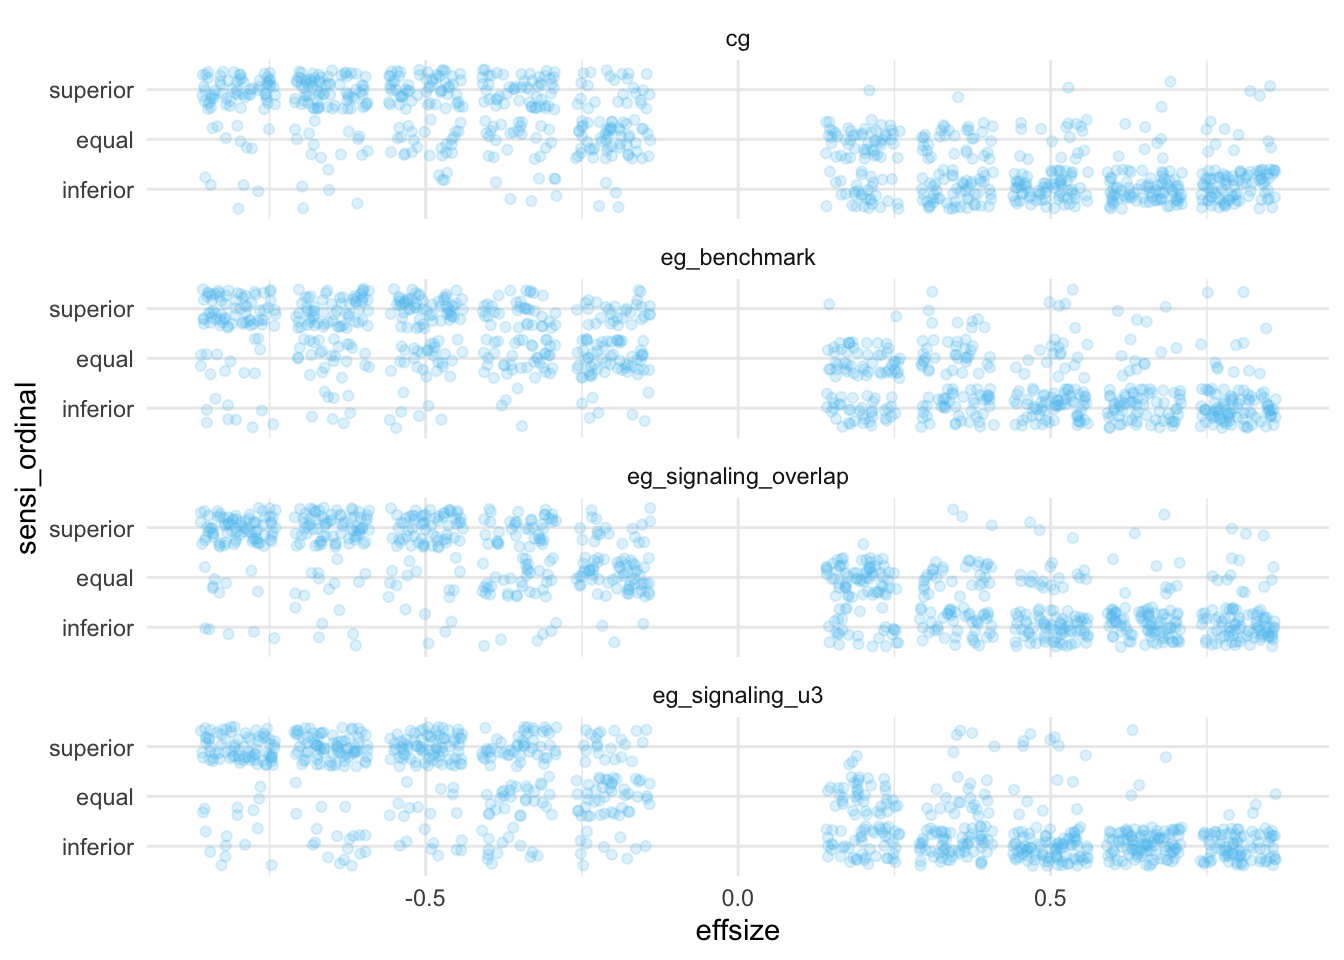 cg
superior
equal
inferior
eg_benchmark
superior
equal
inferior
eg_signaling_overlap
superior
equal
inferior
eg_signaling_u3
superior
equal
inferior
sensi_ordinal
-0.5
0.0
0.5
effsize